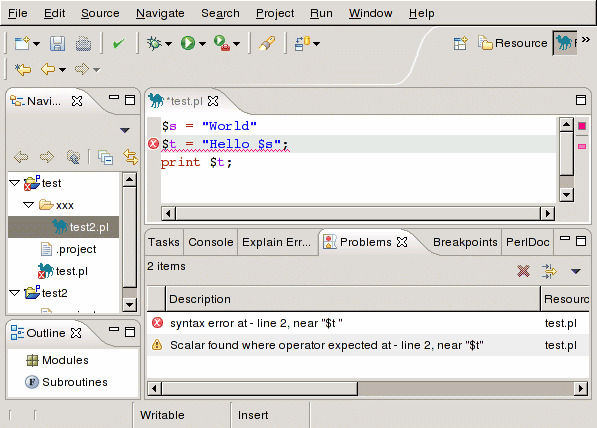 File Edit Source Navigate Search Project Run Window Help
Resource
Navi...
*test.pl
$s = "World"
$t = "Hello $s";
print $t;
test
xxx
test2.pl
.project
test.pl
test2
Tasks Console Explain Err... Problems Breakpoints PerlDoc
2 items
Description Resourc
syntax error at - line 2, near "$t " test.pl
Scalar found where operator expected at - line 2, near "$t" test.pl
Outline
Modules
Subroutines
Writable Insert